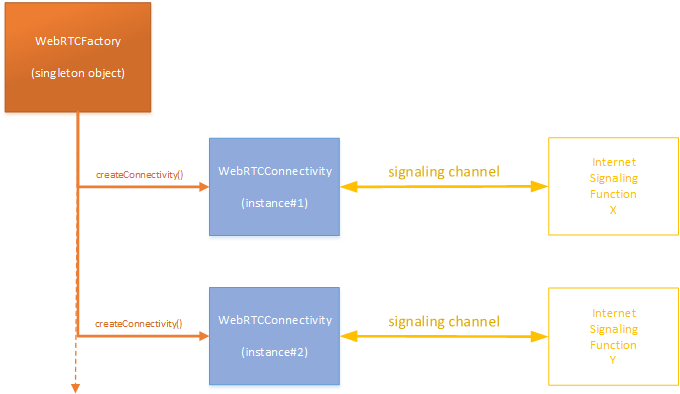 WebRTCFactory
(singleton object)
createConnectivity()
WebRTCConnectivity
(instance#1)
signaling channel
Internet
Signaling
Function
X
createConnectivity()
WebRTCConnectivity
(instance#2)
signaling channel
Internet
Signaling
Function
Y